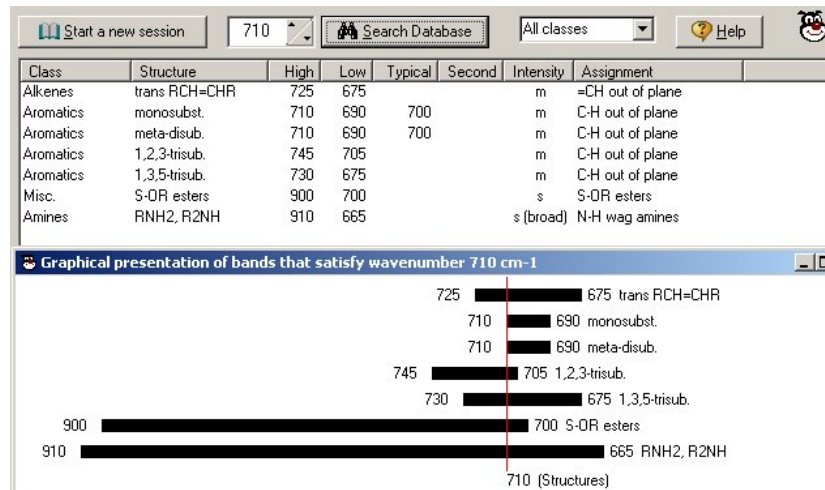 Start a new session 710 Search Database All classes Help
Class Structure High Low Typical Second Intensity Assignment
Alkenes trans RCH=CHR 725 675 m =CH out of plane
Aromatics monosubst. 710 690 700 m C-H out of plane
Aromatics meta-disub. 710 690 700 m C-H out of plane
Aromatics 1,2,3-trisub. 745 705 m C-H out of plane
Aromatics 1,3,5-trisub. 730 675 m C-H out of plane
Misc. S-OR esters 900 700 s S-OR esters
Amines RNH2, R2NH 910 665 s (broad) N-H wag amines
Graphical presentation of bands that satisfy wavenumber 710 cm-1
725 675 trans RCH=CHR
710 690 monosubst.
710 690 meta-disub.
745 705 1,2,3-trisub.
730 675 1,3,5-trisub.
900 700 S-OR esters
910 665 RNH2, R2NH
710 (Structures)